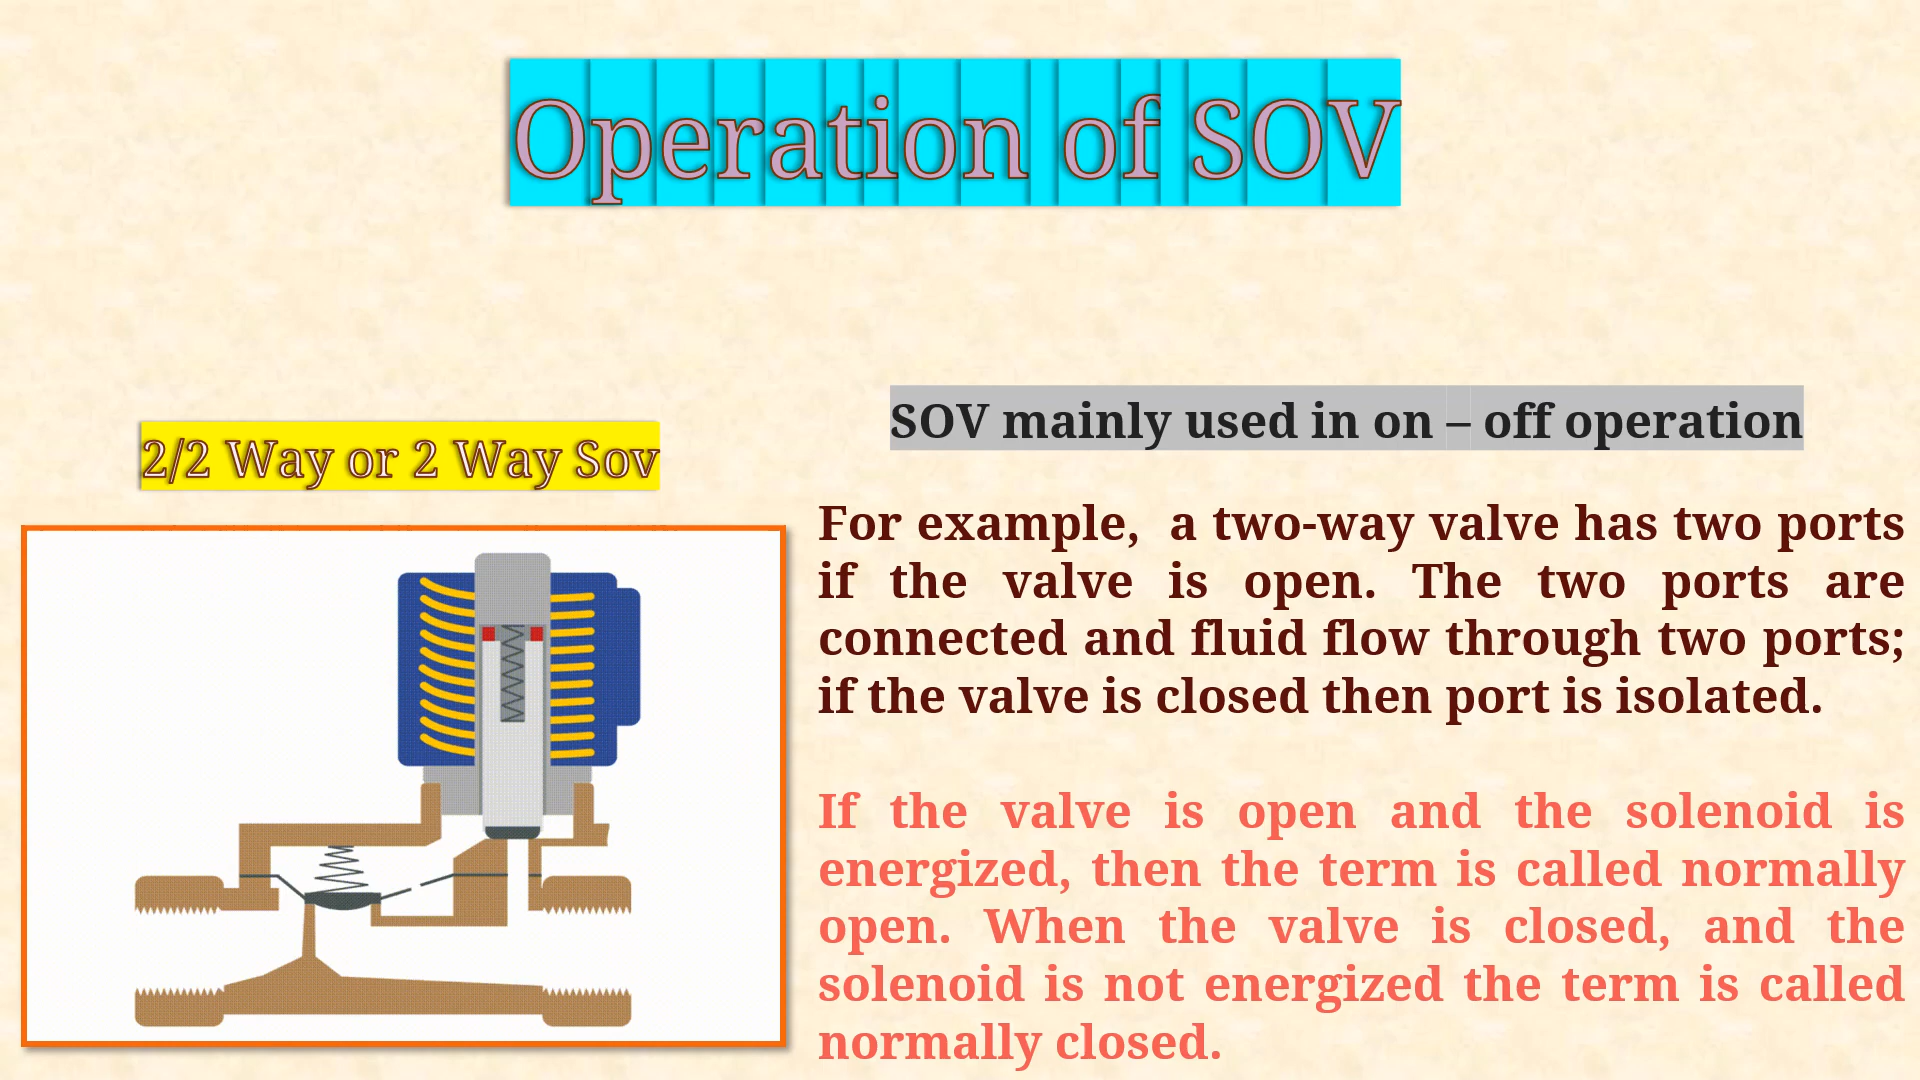 Operation of SOV
2/2 Way or 2 Way Sov
SOV mainly used in on – off operation
For example, a two-way valve has two ports
if the valve is open. The two ports are
connected and fluid flow through two ports;
if the valve is closed then port is isolated.
If the valve is open and the solenoid is
energized, then the term is called normally
open. When the valve is closed, and the
solenoid is not energized the term is called
normally closed.